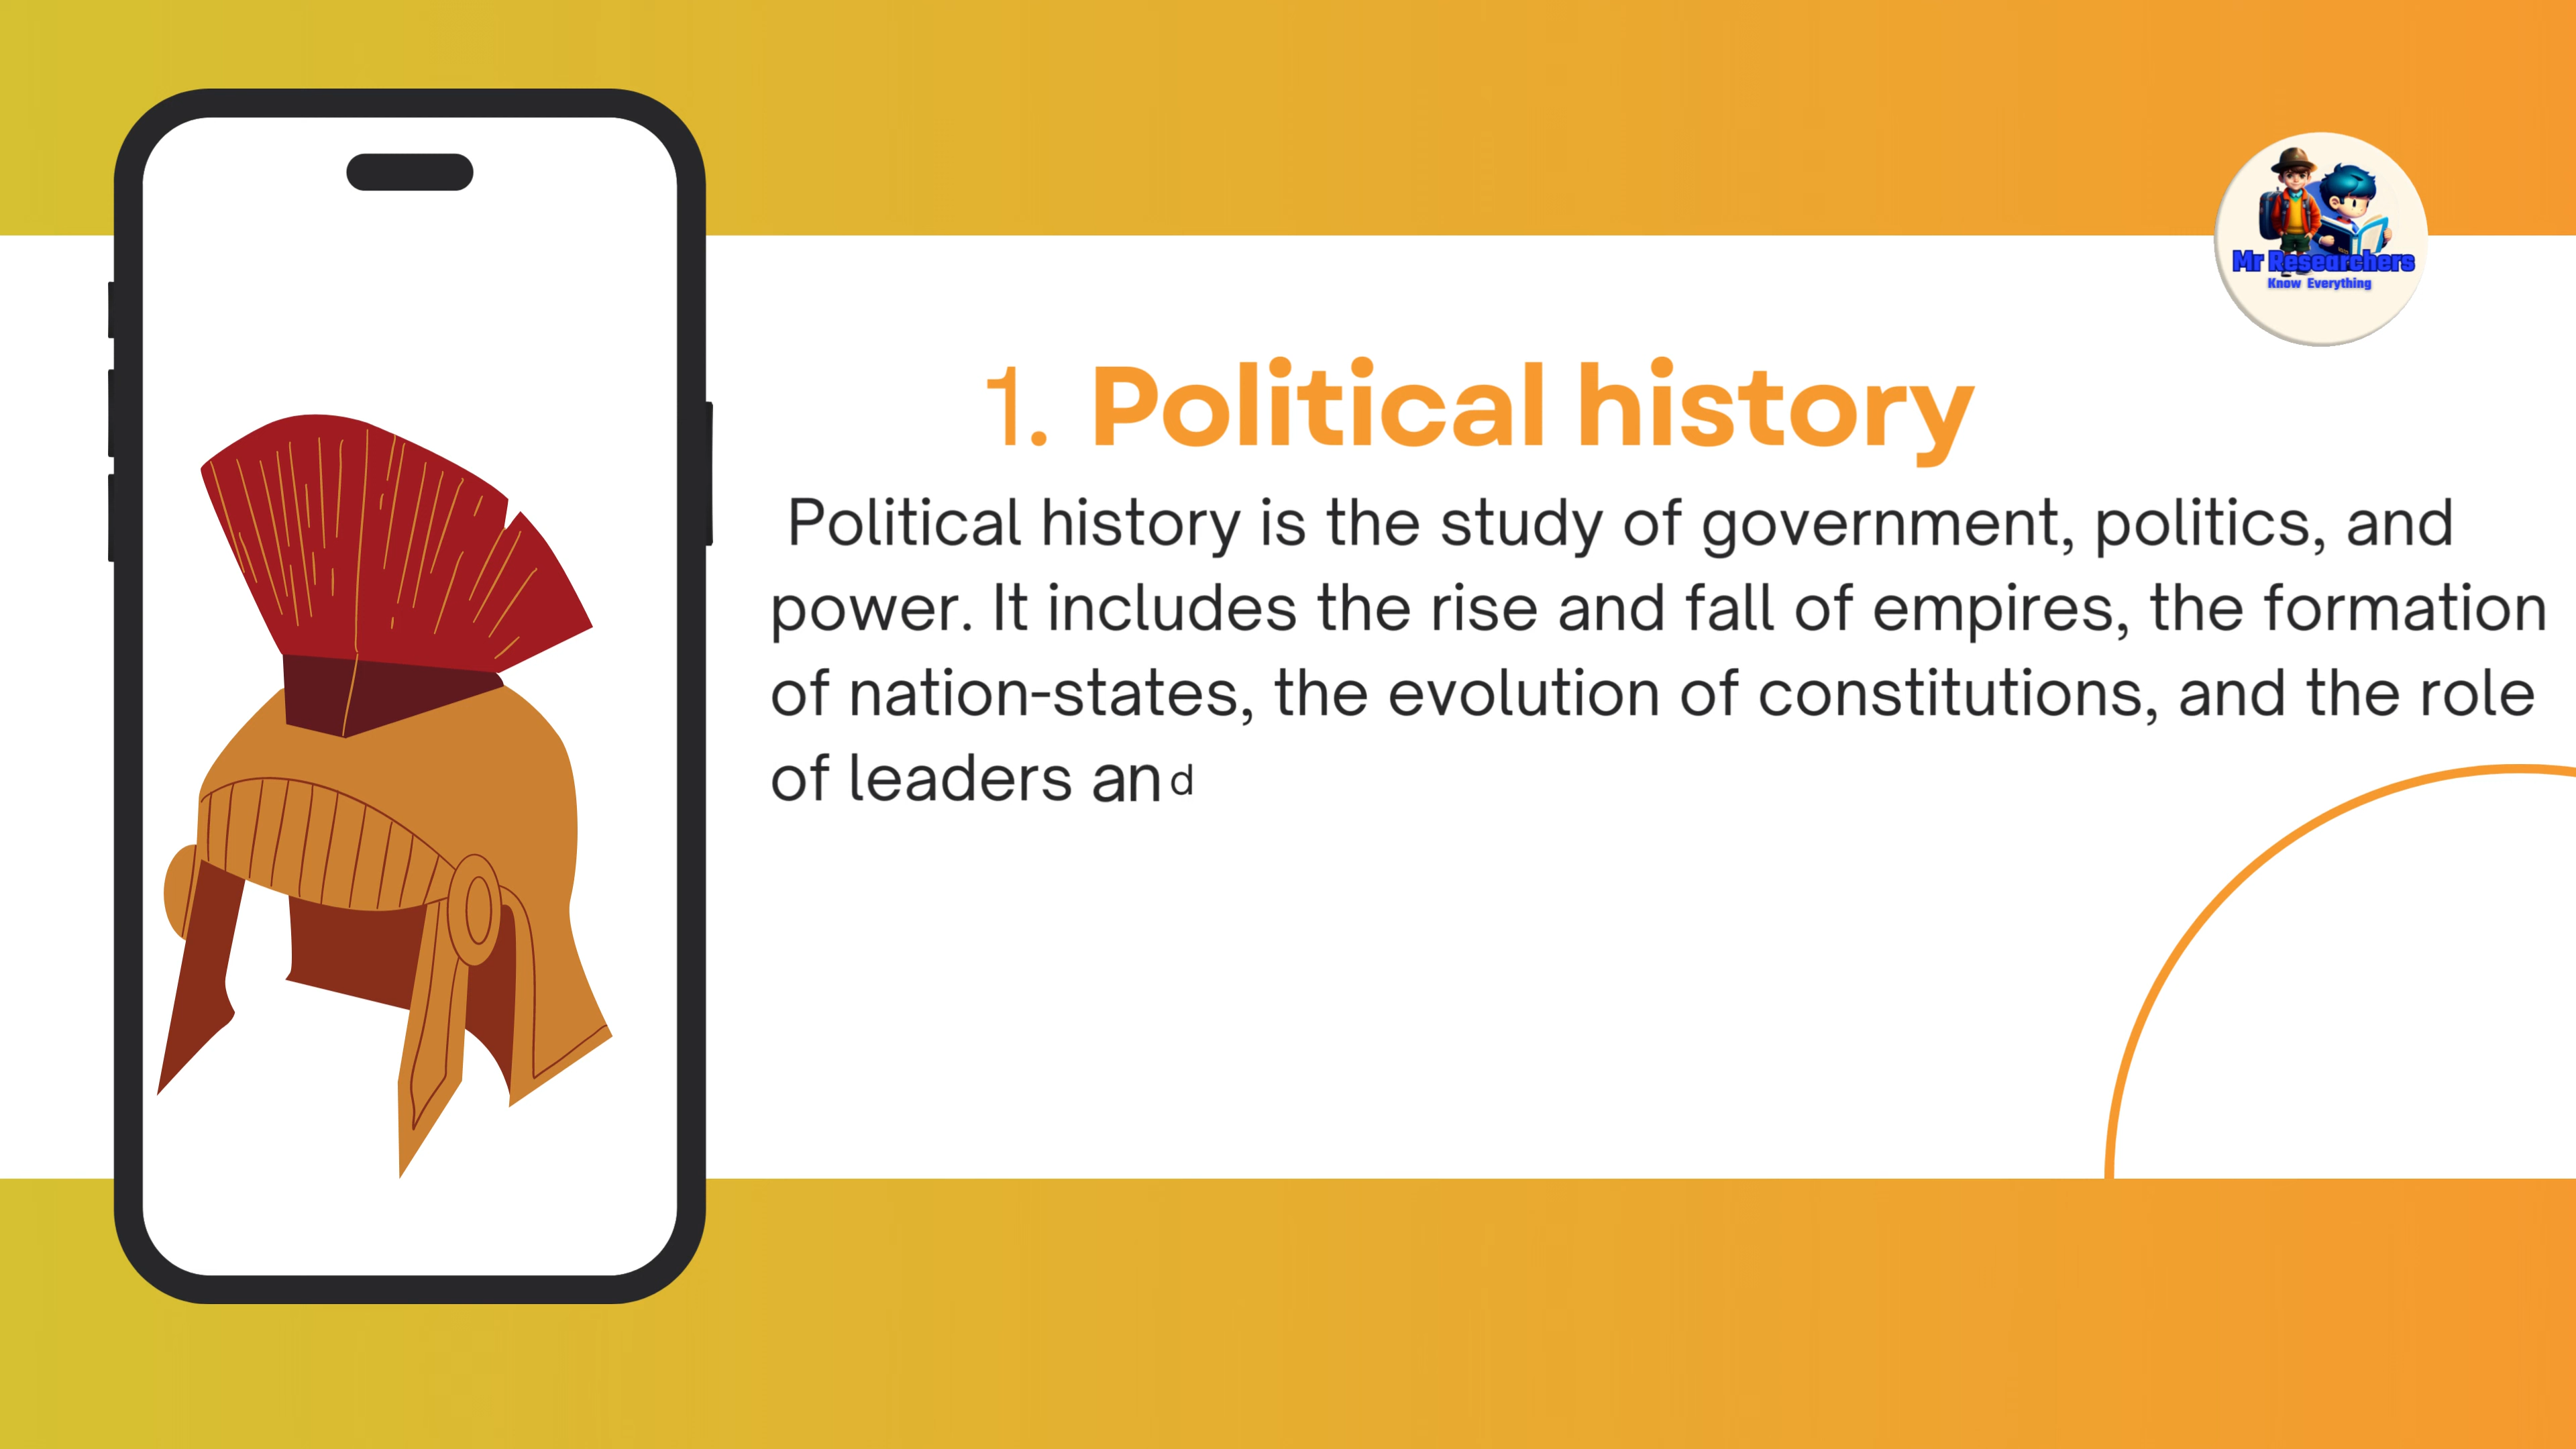 Mr Researchers
Know Everything
1. Political history
Political history is the study of government, politics, and
power. It includes the rise and fall of empires, the formation
of nation-states, the evolution of constitutions, and the role
of leaders and